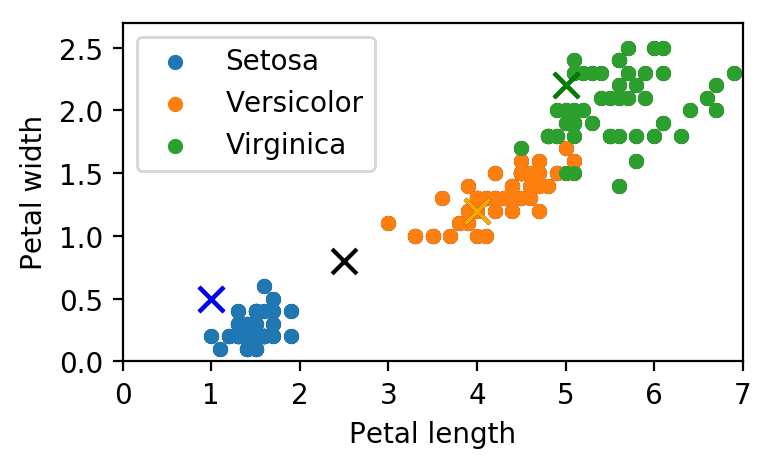 Setosa
Versicolor
Virginica
Petal width
2.5
2.0
1.5
1.0
0.5
0.0
0 1 2 3 4 5 6 7
Petal length